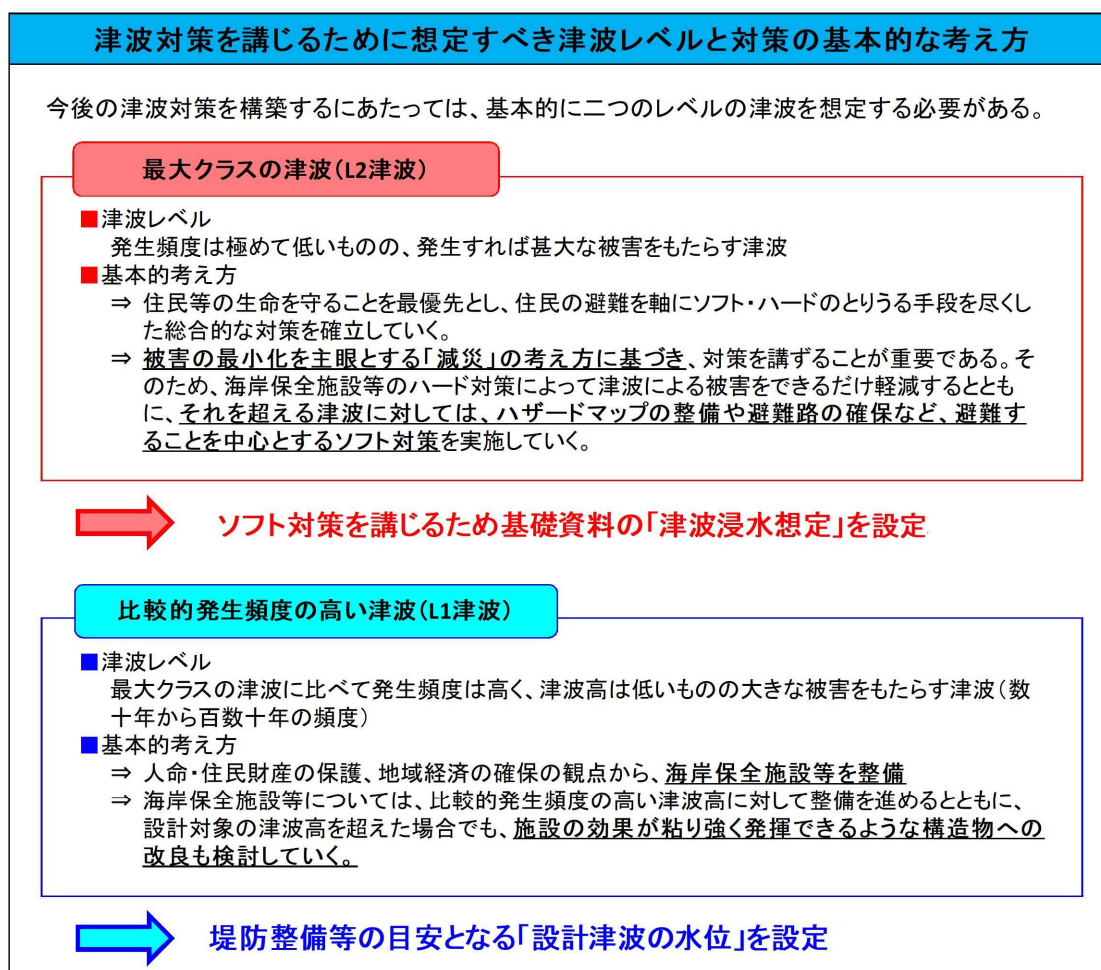 津波対策を講じるために想定すべき津波レベルと対策の基本的な考え方
今後の津波対策を構築するにあたっては、基本的に二つのレベルの津波を想定する必要がある。
最大クラスの津波(L2津波)
■津波レベル
発生頻度は極めて低いものの、発生すれば甚大な被害をもたらす津波
■基本的考え方
⇒ 住民等の生命を守ることを最優先とし、住民の避難を軸にソフト・ハードのとりうる手段を尽くし
た総合的な対策を確立していく。
⇒ 被害の最小化を主眼とする「減災」の考え方に基づき、対策を講ずることが重要である。そ
のため、海岸保全施設等のハード対策によって津波による被害をできるだけ軽減するととも
に、それを超える津波に対しては、ハザードマップの整備や避難路の確保など、避難す
ることを中心とするソフト対策を実施していく。
ソフト対策を講じるため基礎資料の「津波浸水想定」を設定
比較的発生頻度の高い津波(L1津波)
■津波レベル
最大クラスの津波に比べて発生頻度は高く、津波高は低いものの大きな被害をもたらす津波(数
十年から百数十年の頻度)
■基本的考え方
⇒ 人命・住民財産の保護、地域経済の確保の観点から、海岸保全施設等を整備
⇒ 海岸保全施設等については、比較的発生頻度の高い津波高に対して整備を進めるとともに、
設計対象の津波高を超えた場合でも、施設の効果が粘り強く発揮できるような構造物への
改良も検討していく。
堤防整備等の目安となる「設計津波の水位」を設定